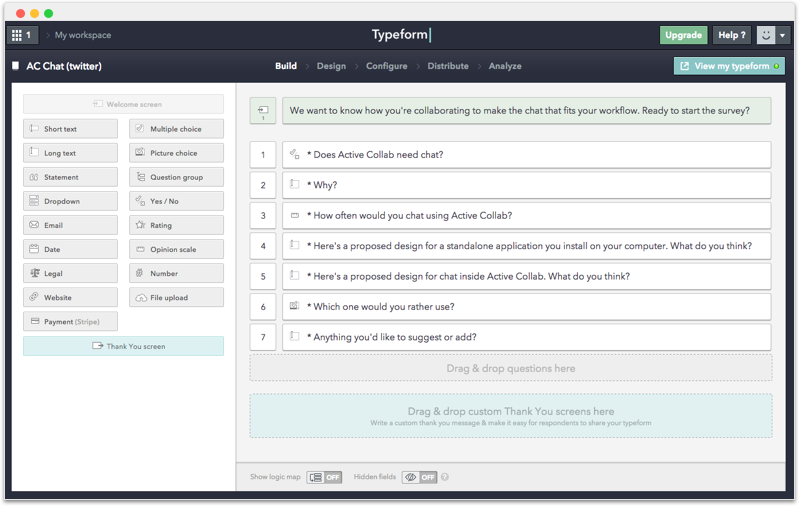 1 > My workspace
Typeform
Upgrade
Help ?
AC Chat (twitter)
Build > Design > Configure > Distribute > Analyze
View my typeform
Welcome screen
Short text
Multiple choice
Long text
Picture choice
Statement
Question group
Dropdown
Yes / No
Email
Rating
Date
Opinion scale
Legal
Number
Website
File upload
Payment (Stripe)
Thank You screen
1
We want to know how you're collaborating to make the chat that fits your workflow. Ready to start the survey?
1 * Does Active Collab need chat?
2 * Why?
3 * How often would you chat using Active Collab?
4 * Here's a proposed design for a standalone application you install on your computer. What do you think?
5 * Here's a proposed design for chat inside Active Collab. What do you think?
6 * Which one would you rather use?
7 * Anything you'd like to suggest or add?
Drag & drop questions here
Drag & drop custom Thank You screens here
Write a custom thank you message & make it easy for respondents to share your typeform
Show logic map OFF Hidden fields OFF ?